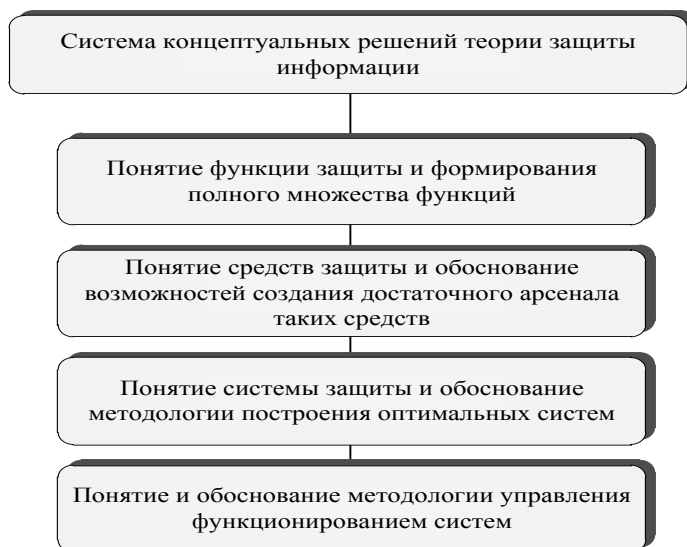 Система концептуальных решений теории защиты
информации
Понятие функции защиты и формирования
полного множества функций
Понятие средств защиты и обоснование
возможностей создания достаточного арсенала
таких средств
Понятие системы защиты и обоснование
методологии построения оптимальных систем
Понятие и обоснование методологии управления
функционированием систем